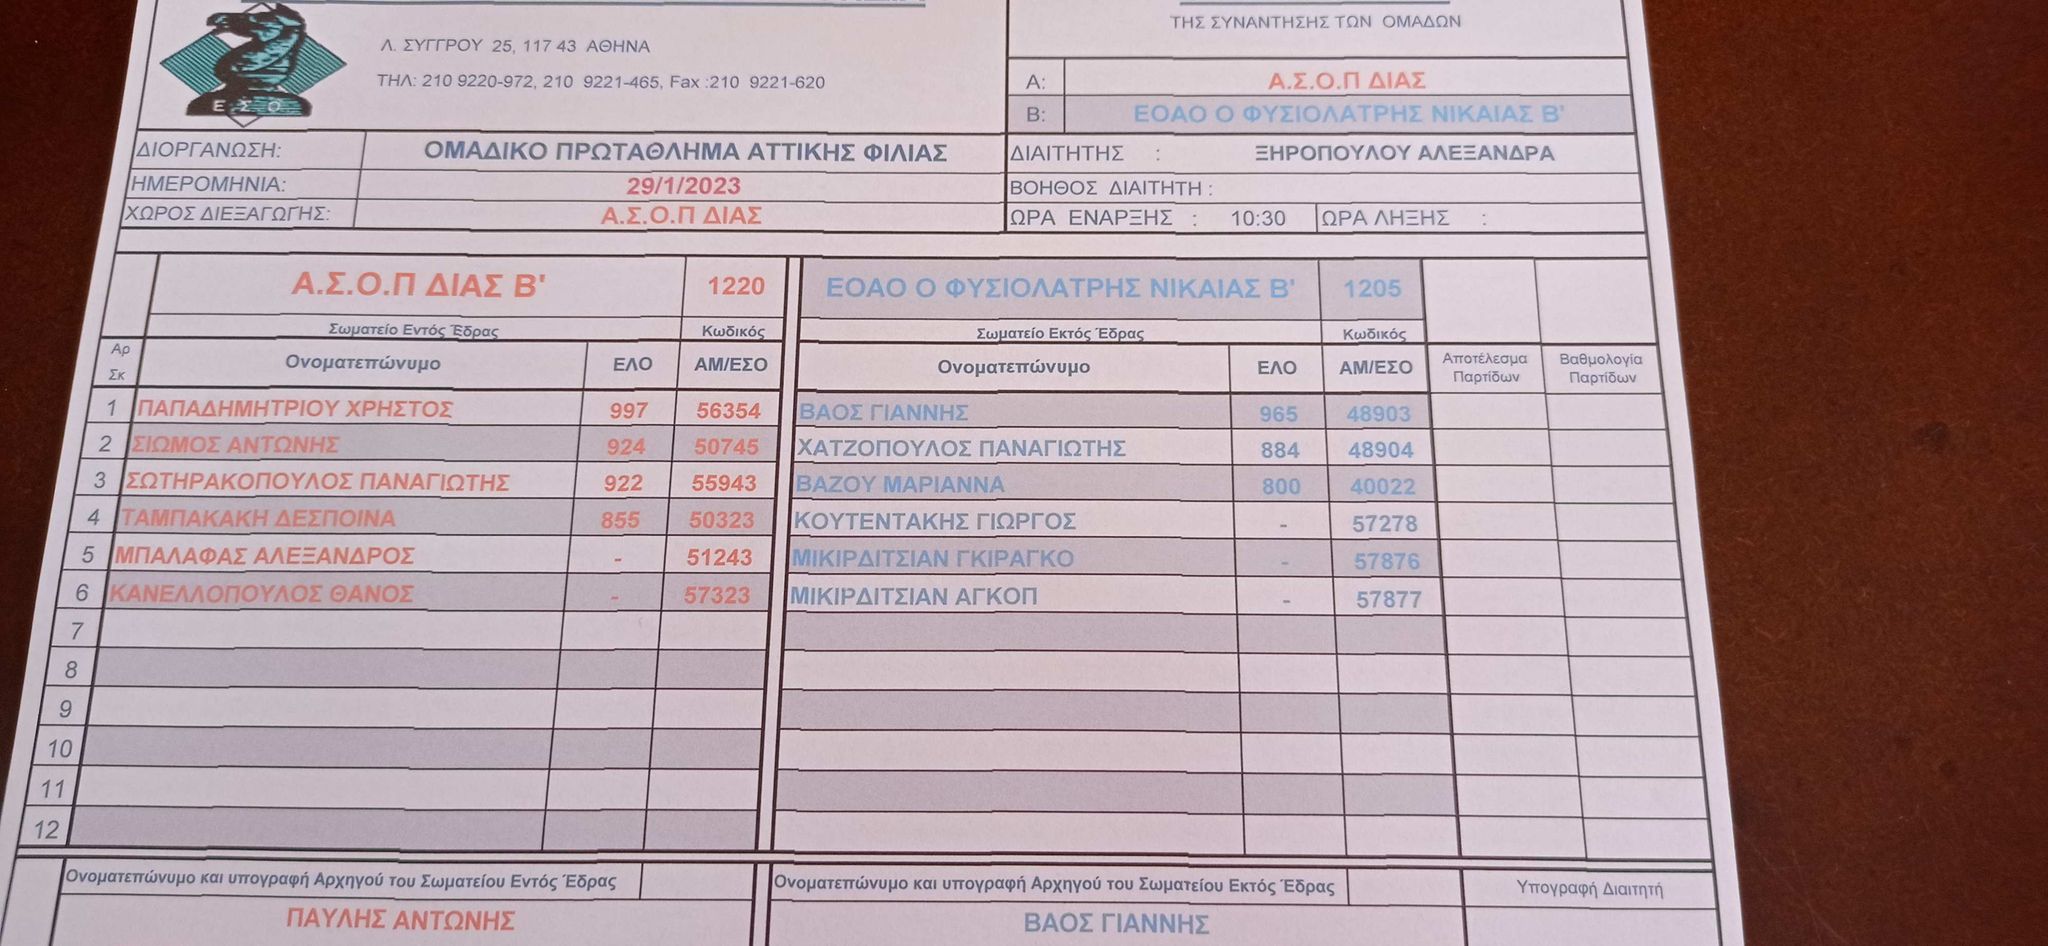 Λ. ΣΥΓΓΡΟΥ 25, 117 43 ΑΘΗΝΑ
ΤΗΛ: 210 9220-972, 210 9221-465, Fax :210 9221-620
Ε Σ Ο
ΤΗΣ ΣΥΝΑΝΤΗΣΗΣ ΤΩΝ ΟΜΑΔΩΝ
Α: Α.Σ.Ο.Π ΔΙΑΣ
Β: ΕΟΑΟ Ο ΦΥΣΙΟΛΑΤΡΗΣ ΝΙΚΑΙΑΣ Β'
ΔΙΟΡΓΑΝΩΣΗ: ΟΜΑΔΙΚΟ ΠΡΩΤΑΘΛΗΜΑ ΑΤΤΙΚΗΣ ΦΙΛΙΑΣ ΔΙΑΙΤΗΤΗΣ : ΞΗΡΟΠΟΥΛΟΥ ΑΛΕΞΑΝΔΡΑ
ΗΜΕΡΟΜΗΝΙΑ: 29/1/2023 ΒΟΗΘΟΣ ΔΙΑΙΤΗΤΗ :
ΧΩΡΟΣ ΔΙΕΞΑΓΩΓΗΣ: Α.Σ.Ο.Π ΔΙΑΣ ΩΡΑ ΕΝΑΡΞΗΣ : 10:30 ΩΡΑ ΛΗΞΗΣ :
Α.Σ.Ο.Π ΔΙΑΣ Β' 1220 ΕΟΑΟ Ο ΦΥΣΙΟΛΑΤΡΗΣ ΝΙΚΑΙΑΣ Β' 1205
Σωματείο Εντός Έδρας Κωδικός Σωματείο Εκτός Έδρας Κωδικός
Αρ Σκ Ονοματεπώνυμο ΕΛΟ ΑΜ/ΕΣΟ Ονοματεπώνυμο ΕΛΟ ΑΜ/ΕΣΟ Αποτέλεσμα Παρτίδων Βαθμολογία Παρτίδων
1 ΠΑΠΑΔΗΜΗΤΡΙΟΥ ΧΡΗΣΤΟΣ 997 56354 ΒΑΟΣ ΓΙΑΝΝΗΣ 965 48903
2 ΣΙΩΜΟΣ ΑΝΤΩΝΗΣ 924 50745 ΧΑΤΖΟΠΟΥΛΟΣ ΠΑΝΑΓΙΩΤΗΣ 884 48904
3 ΣΩΤΗΡΑΚΟΠΟΥΛΟΣ ΠΑΝΑΓΙΩΤΗΣ 922 55943 ΒΑΖΟΥ ΜΑΡΙΑΝΝΑ 800 40022
4 ΤΑΜΠΑΚΑΚΗ ΔΕΣΠΟΙΝΑ 855 50323 ΚΟΥΤΕΝΤΑΚΗΣ ΓΙΩΡΓΟΣ - 57278
5 ΜΠΑΛΑΦΑΣ ΑΛΕΞΑΝΔΡΟΣ - 51243 ΜΙΚΙΡΔΙΤΣΙΑΝ ΓΚΙΡΑΓΚΟ - 57876
6 ΚΑΝΕΛΛΟΠΟΥΛΟΣ ΘΑΝΟΣ - 57323 ΜΙΚΙΡΔΙΤΣΙΑΝ ΑΓΚΟΠ - 57877
7
8
9
10
11
12
Ονοματεπώνυμο και υπογραφή Αρχηγού του Σωματείου Εντός Έδρας Ονοματεπώνυμο και υπογραφή Αρχηγού του Σωματείου Εκτός Έδρας Υπογραφή Διαιτητή
ΠΑΥΛΗΣ ΑΝΤΩΝΗΣ ΒΑΟΣ ΓΙΑΝΝΗΣ